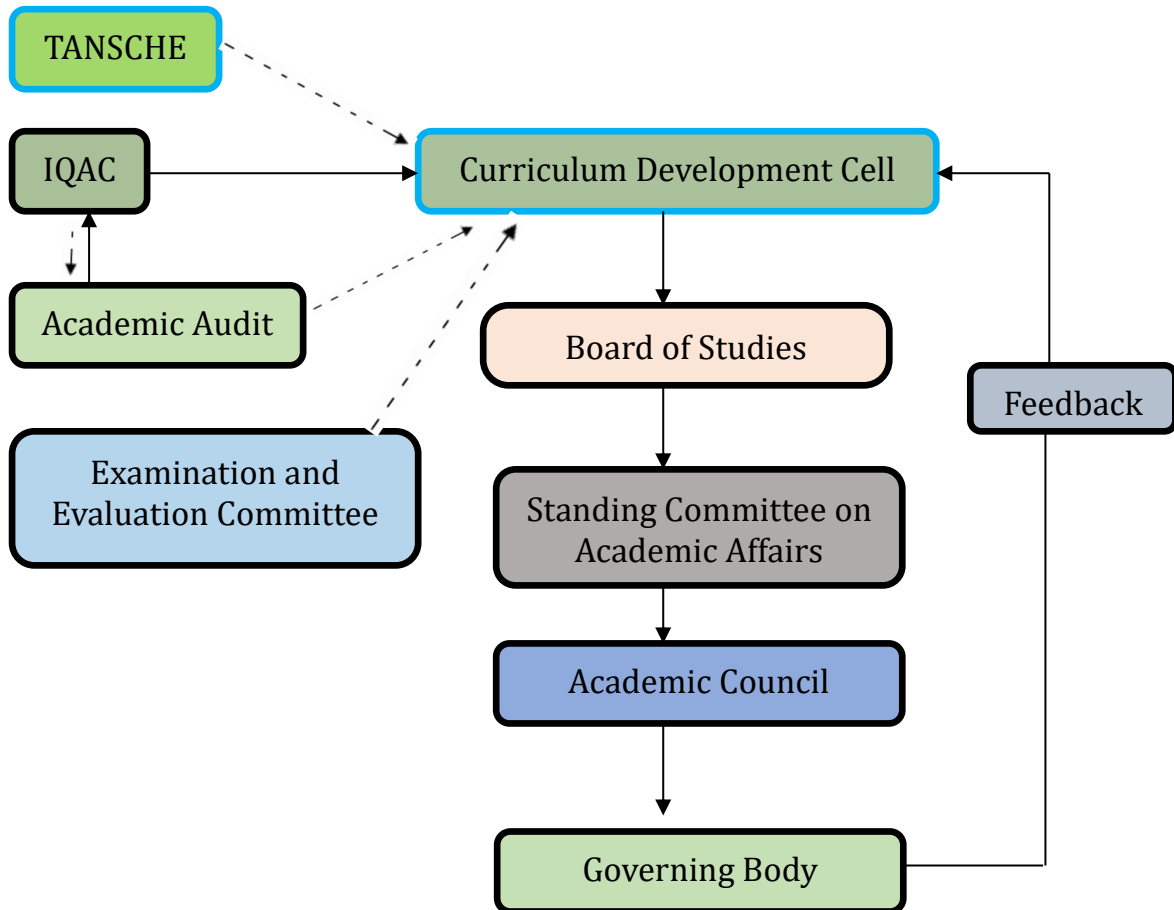 TANSCHE
IQAC
Curriculum Development Cell
Academic Audit
Board of Studies
Feedback
Examination and
Evaluation Committee
Standing Committee on
Academic Affairs
Academic Council
Governing Body